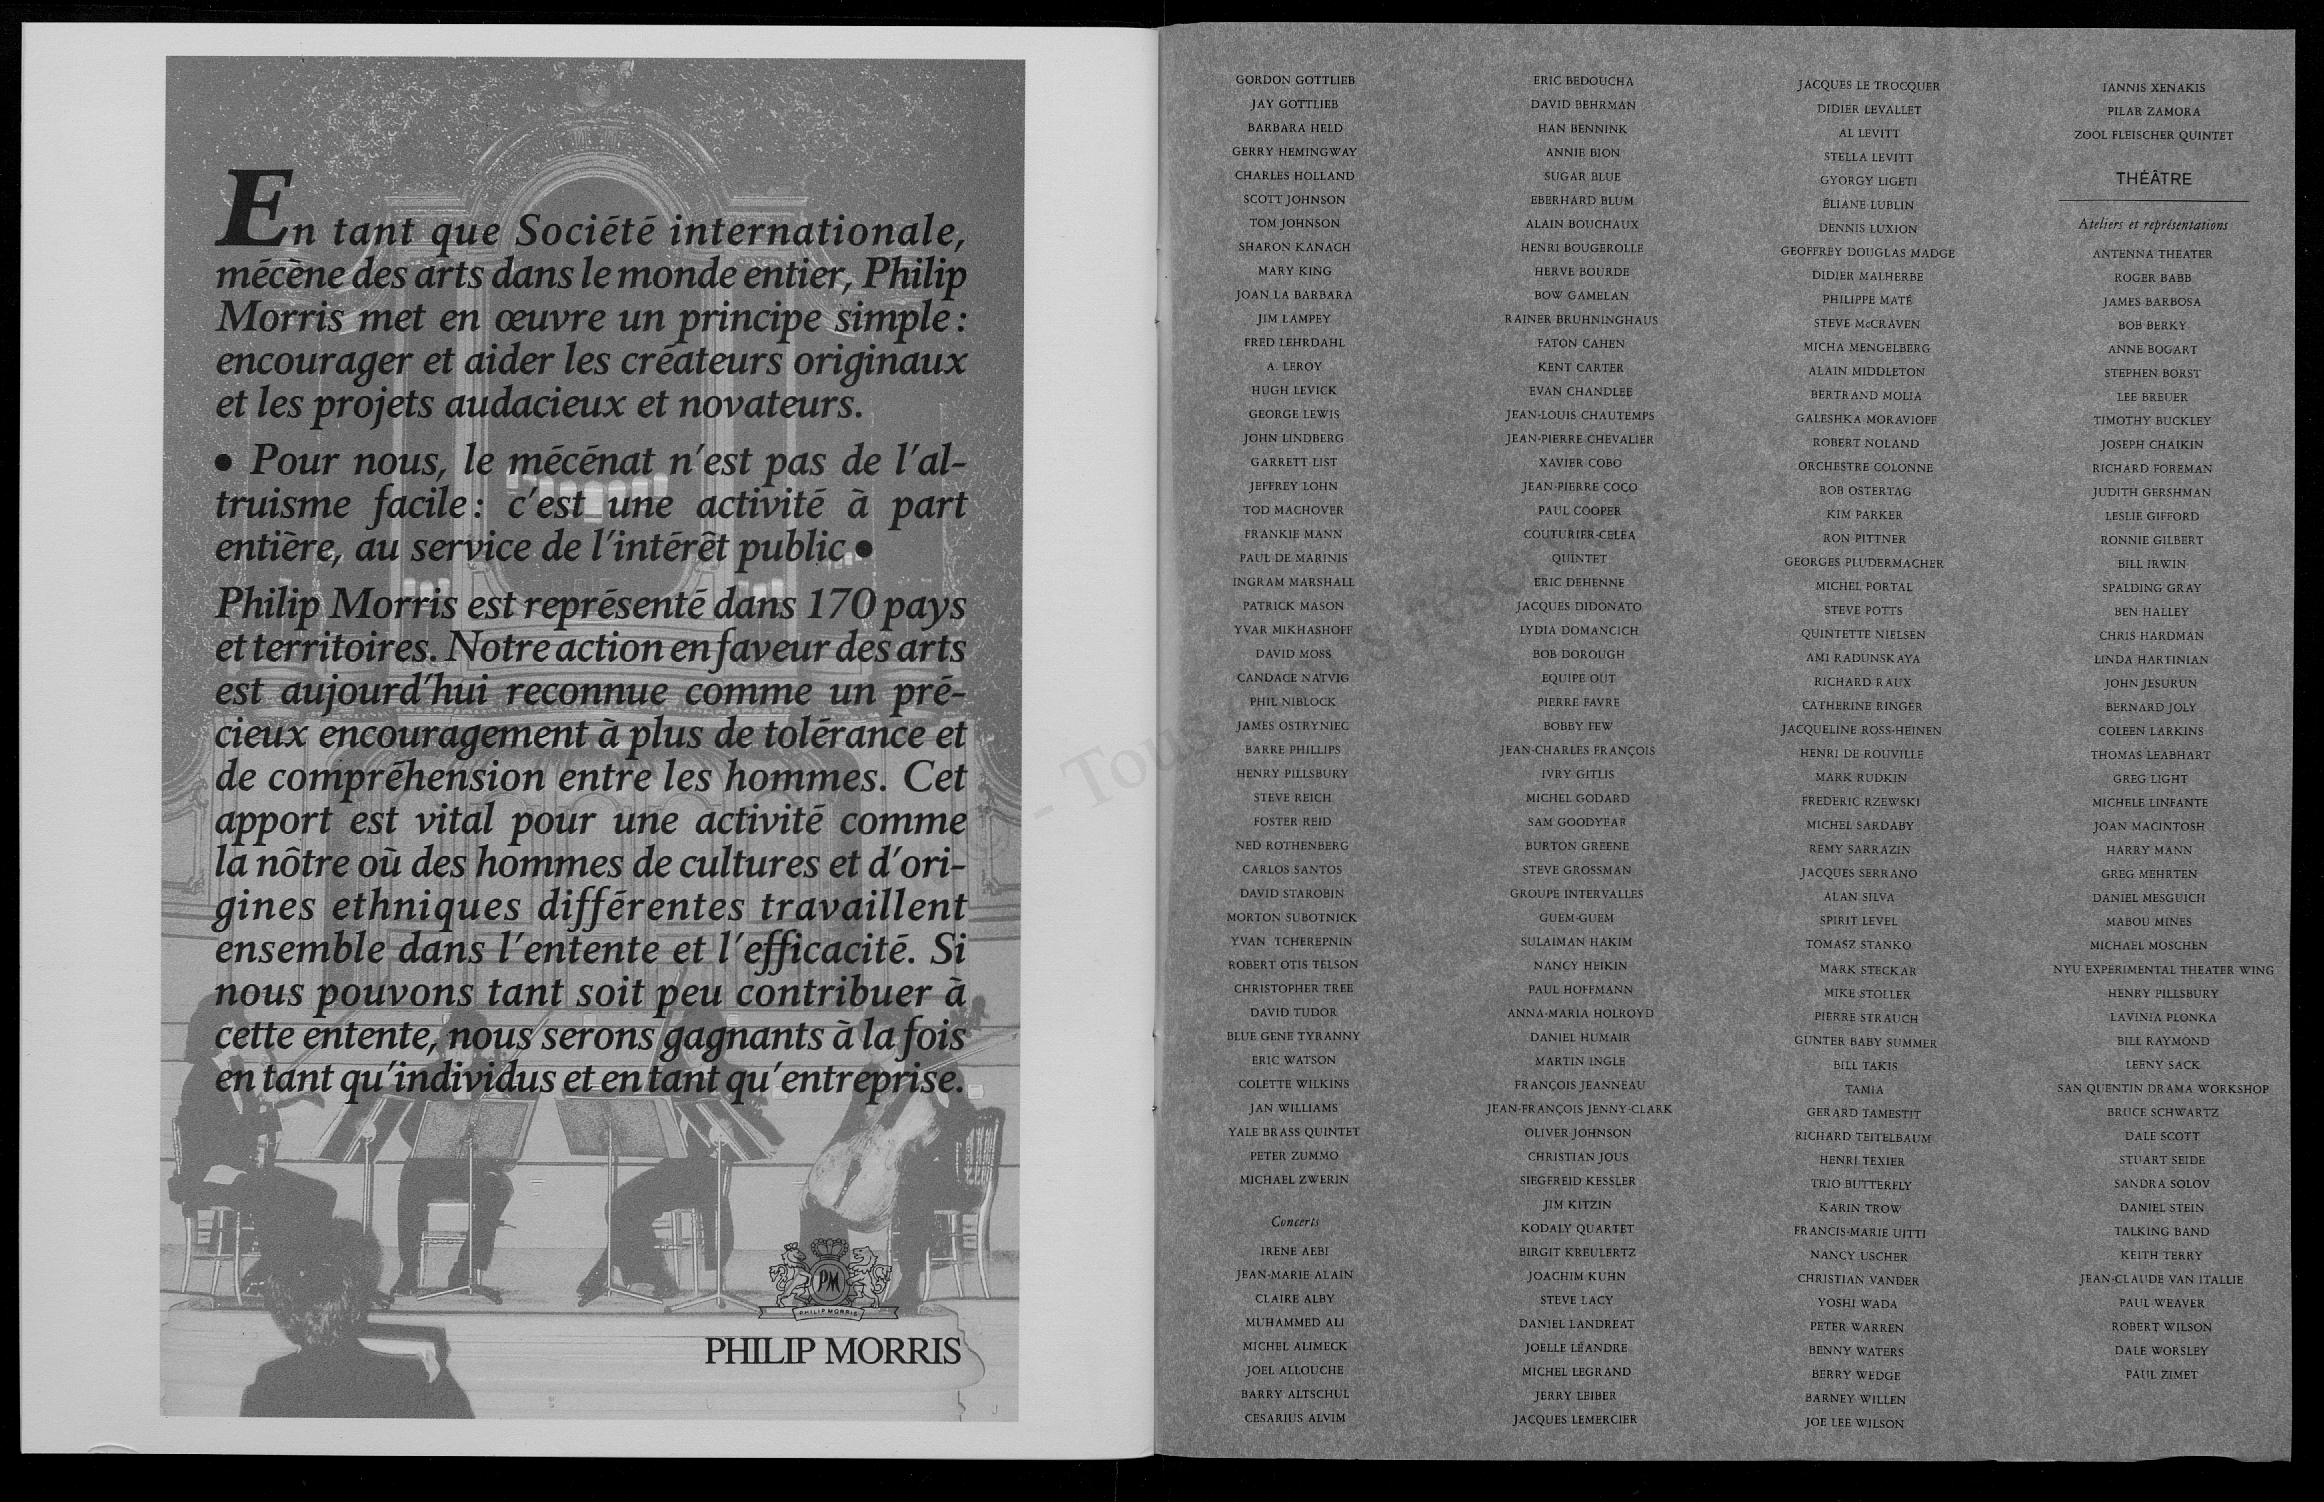 En tant que Société internationale,
mécène des arts dans le monde entier, Philip
Morris met en œuvre un principe simple :
encourager et aider les créateurs originaux
et les projets audacieux et novateurs.
• Pour nous, le mécénat n'est pas de l'al-
truisme facile : c'est une activité à part
entière, au service de l'intérêt public •
Philip Morris est représenté dans 170 pays
et territoires. Notre action en faveur des arts
est aujourd'hui reconnue comme un pré-
cieux encouragement à plus de tolérance et
de compréhension entre les hommes. Cet
apport est vital pour une activité comme
la nôtre où des hommes de cultures et d'ori-
gines ethniques différentes travaillent
ensemble dans l'entente et l'efficacité. Si
nous pouvons tant soit peu contribuer à
cette entente, nous serons gagnants à la fois
en tant qu'individus et en tant qu'entreprise.
PM
PHILIP MORRIS
PHILIP MORRIS
GORDON GOTTLIEB
JAY GOTTLIEB
BARBARA HELD
GERRY HEMINGWAY
CHARLES HOLLAND
SCOTT JOHNSON
TOM JOHNSON
SHARON KANACH
MARY KING
JOAN LA BARBARA
JIM LAMPEY
FRED LEHRDAHL
A. LEROY
HUGH LEVICK
GEORGE LEWIS
JOHN LINDBERG
GARRETT LIST
JEFFREY LOHN
TOD MACHOVER
FRANKIE MANN
PAUL DE MARINIS
INGRAM MARSHALL
PATRICK MASON
YVAR MIKHASHOFF
DAVID MOSS
CANDACE NATVIG
PHIL NIBLOCK
JAMES OSTRYNIEC
BARRE PHILLIPS
HENRY PILLSBURY
STEVE REICH
FOSTER REID
NED ROTHENBERG
CARLOS SANTOS
DAVID STAROBIN
MORTON SUBOTNICK
YVAN TCHEREPNIN
ROBERT OTIS TELSON
CHRISTOPHER TREE
DAVID TUDOR
BLUE GENE TYRANNY
ERIC WATSON
COLETTE WILKINS
JAN WILLIAMS
YALE BRASS QUINTET
PETER ZUMMO
MICHAEL ZWERIN
Concerts
IRENE AEBI
JEAN-MARIE ALAIN
CLAIRE ALBY
MUHAMMED ALI
MICHEL ALIMECK
JOEL ALLOUCHE
BARRY ALTSCHUL
CESARIUS ALVIM
ERIC BEDOUCHA
DAVID BEHRMAN
HAN BENNINK
ANNIE BION
SUGAR BLUE
EBERHARD BLUM
ALAIN BOUCHAUX
HENRI BOUGEROLLE
HERVE BOURDE
BOW GAMELAN
RAINER BRUHNINGHAUS
FATON CAHEN
KENT CARTER
EVAN CHANDLEE
JEAN-LOUIS CHAUTEMPS
JEAN-PIERRE CHEVALIER
XAVIER COBO
JEAN-PIERRE COCO
PAUL COOPER
COUTURIER-CELEA
QUINTET
ERIC DEHENNE
JACQUES DIDONATO
LYDIA DOMANCICH
BOB DOROUGH
EQUIPE OUT
PIERRE FAVRE
BOBBY FEW
JEAN-CHARLES FRANÇOIS
IVRY GITLIS
MICHEL GODARD
SAM GOODYEAR
BURTON GREENE
STEVE GROSSMAN
GROUPE INTERVALLES
GUEM-GUEM
SULAIMAN HAKIM
NANCY HEIKIN
PAUL HOFFMANN
ANNA-MARIA HOLROYD
DANIEL HUMAIR
MARTIN INGLE
FRANÇOIS JEANNEAU
JEAN-FRANÇOIS JENNY-CLARK
OLIVER JOHNSON
CHRISTIAN JOUS
SIEGFREID KESSLER
JIM KITZIN
KODALY QUARTET
BIRGIT KREULERTZ
JOACHIM KUHN
STEVE LACY
DANIEL LANDREAT
JOELLE LÉANDRE
MICHEL LEGRAND
JERRY LEIBER
JACQUES LEMERCIER
JACQUES LE TROCQUER
DIDIER LEVALLET
AL LEVITT
STELLA LEVITT
GYORGY LIGETI
ÉLIANE LUBLIN
DENNIS LUXION
GEOFFREY DOUGLAS MADGE
DIDIER MALHERBE
PHILIPPE MATÉ
STEVE McCRAVEN
MICHA MENGELBERG
ALAIN MIDDLETON
BERTRAND MOLIA
GALESHKA MORAVIOFF
ROBERT NOLAND
ORCHESTRE COLONNE
ROB OSTERTAG
KIM PARKER
RON PITTNER
GEORGES PLUDERMACHER
MICHEL PORTAL
STEVE POTTS
QUINTETTE NIELSEN
AMI RADUNSKAYA
RICHARD RAUX
CATHERINE RINGER
JACQUELINE ROSS-HEINEN
HENRI DE ROUVILLE
MARK RUDKIN
FREDERIC RZEWSKI
MICHEL SARDABY
REMY SARRAZIN
JACQUES SERRANO
ALAN SILVA
SPIRIT LEVEL
TOMASZ STANKO
MARK STECKAR
MIKE STOLLER
PIERRE STRAUCH
GUNTER BABY SUMMER
BILL TAKIS
TAMIA
GERARD TAMESTIT
RICHARD TEITELBAUM
HENRI TEXIER
TRIO BUTTERFLY
KARIN TROW
FRANCIS-MARIE UITTI
NANCY USCHER
CHRISTIAN VANDER
YOSHI WADA
PETER WARREN
BENNY WATERS
BERRY WEDGE
BARNEY WILLEN
JOE LEE WILSON
IANNIS XENAKIS
PILAR ZAMORA
ZOOL FLEISCHER QUINTET
THÉÂTRE
Ateliers et représentations
ANTENNA THEATER
ROGER BABB
JAMES BARBOSA
BOB BERKY
ANNE BOGART
STEPHEN BORST
LEE BREUER
TIMOTHY BUCKLEY
JOSEPH CHAIKIN
RICHARD FOREMAN
JUDITH GERSHMAN
LESLIE GIFFORD
RONNIE GILBERT
BILL IRWIN
SPALDING GRAY
BEN HALLEY
CHRIS HARDMAN
LINDA HARTINIAN
JOHN JESURUN
BERNARD JOLY
COLEEN LARKINS
THOMAS LEABHART
GREG LIGHT
MICHELE LINFANTE
JOAN MACINTOSH
HARRY MANN
GREG MEHRTEN
DANIEL MESGUICH
MABOU MINES
MICHAEL MOSCHEN
NYU EXPERIMENTAL THEATER WING
HENRY PILLSBURY
LAVINIA PLONKA
BILL RAYMOND
LEENY SACK
SAN QUENTIN DRAMA WORKSHOP
BRUCE SCHWARTZ
DALE SCOTT
STUART SEIDE
SANDRA SOLOV
DANIEL STEIN
TALKING BAND
KEITH TERRY
JEAN-CLAUDE VAN ITALLIE
PAUL WEAVER
ROBERT WILSON
DALE WORSLEY
PAUL ZIMET
- Tous